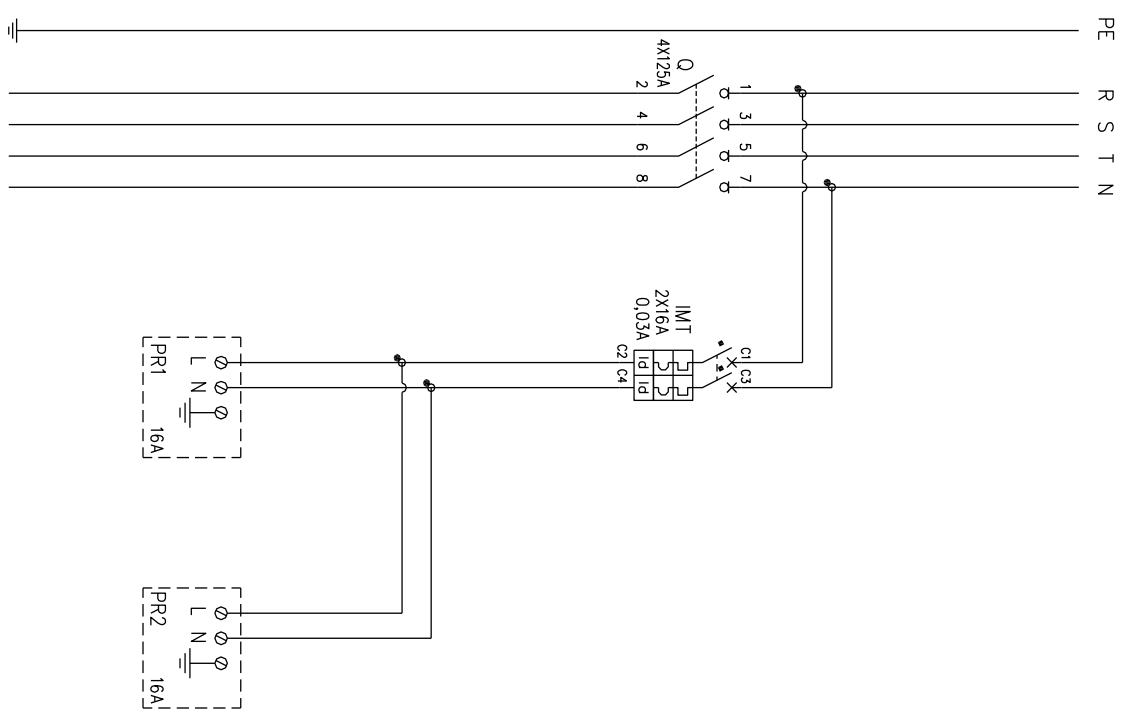 PE
R
S
T
N
Q
4X125A
1
3
5
7
2
4
6
8
IMT
2X16A
0,03A
C1
C3
Id
Id
C2
C4
PR1
L
N
16A
PR2
L
N
16A